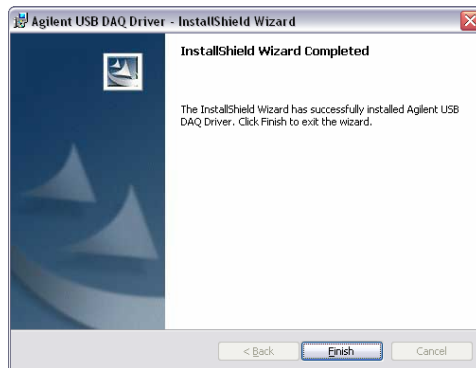 Agilent USB DAQ Driver - InstallShield Wizard
InstallShield Wizard Completed
The InstallShield Wizard has successfully installed Agilent USB
DAQ Driver. Click Finish to exit the wizard.
< Back
Finish
Cancel